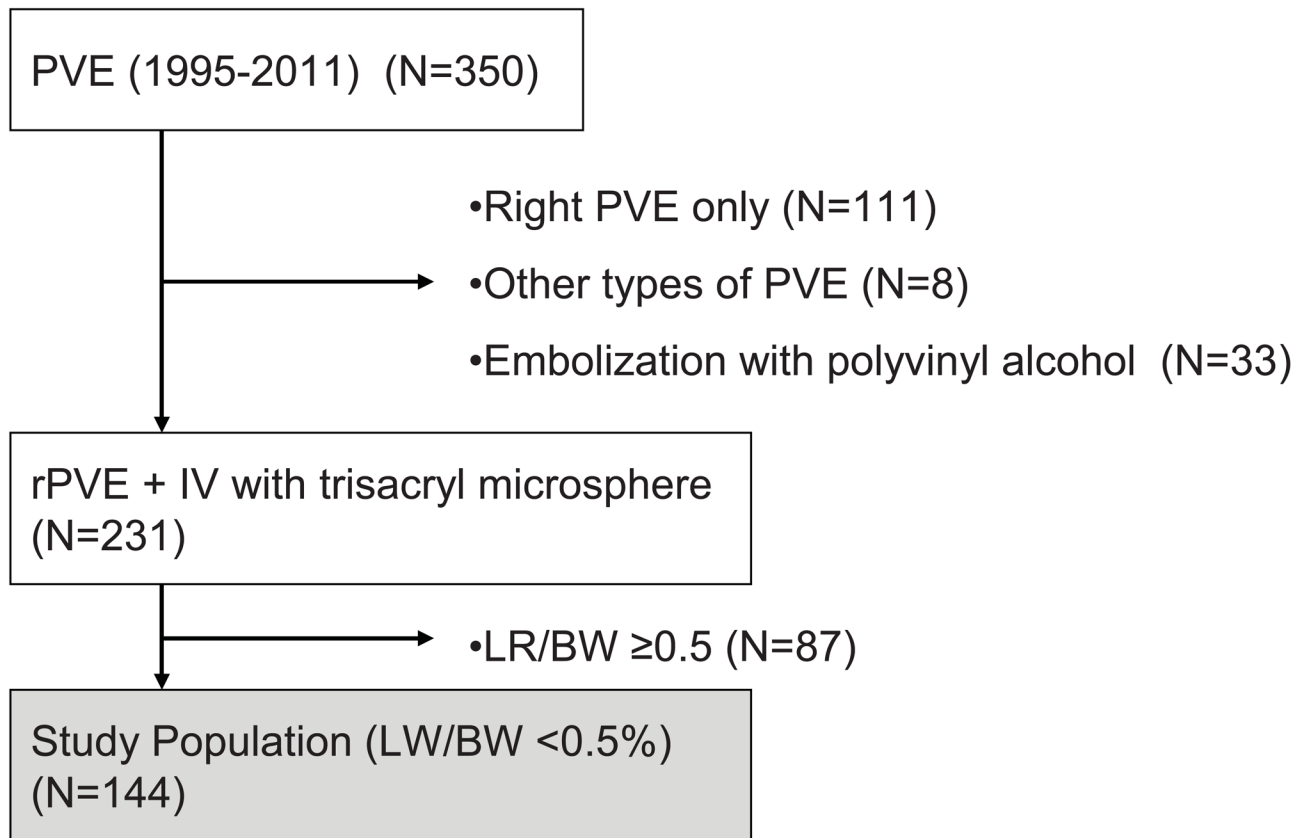 PVE (1995-2011) (N=350)
•Right PVE only (N=111)
•Other types of PVE (N=8)
•Embolization with polyvinyl alcohol (N=33)
rPVE + IV with trisacryl microsphere
(N=231)
•LR/BW ≥0.5 (N=87)
Study Population (LW/BW <0.5%)
(N=144)